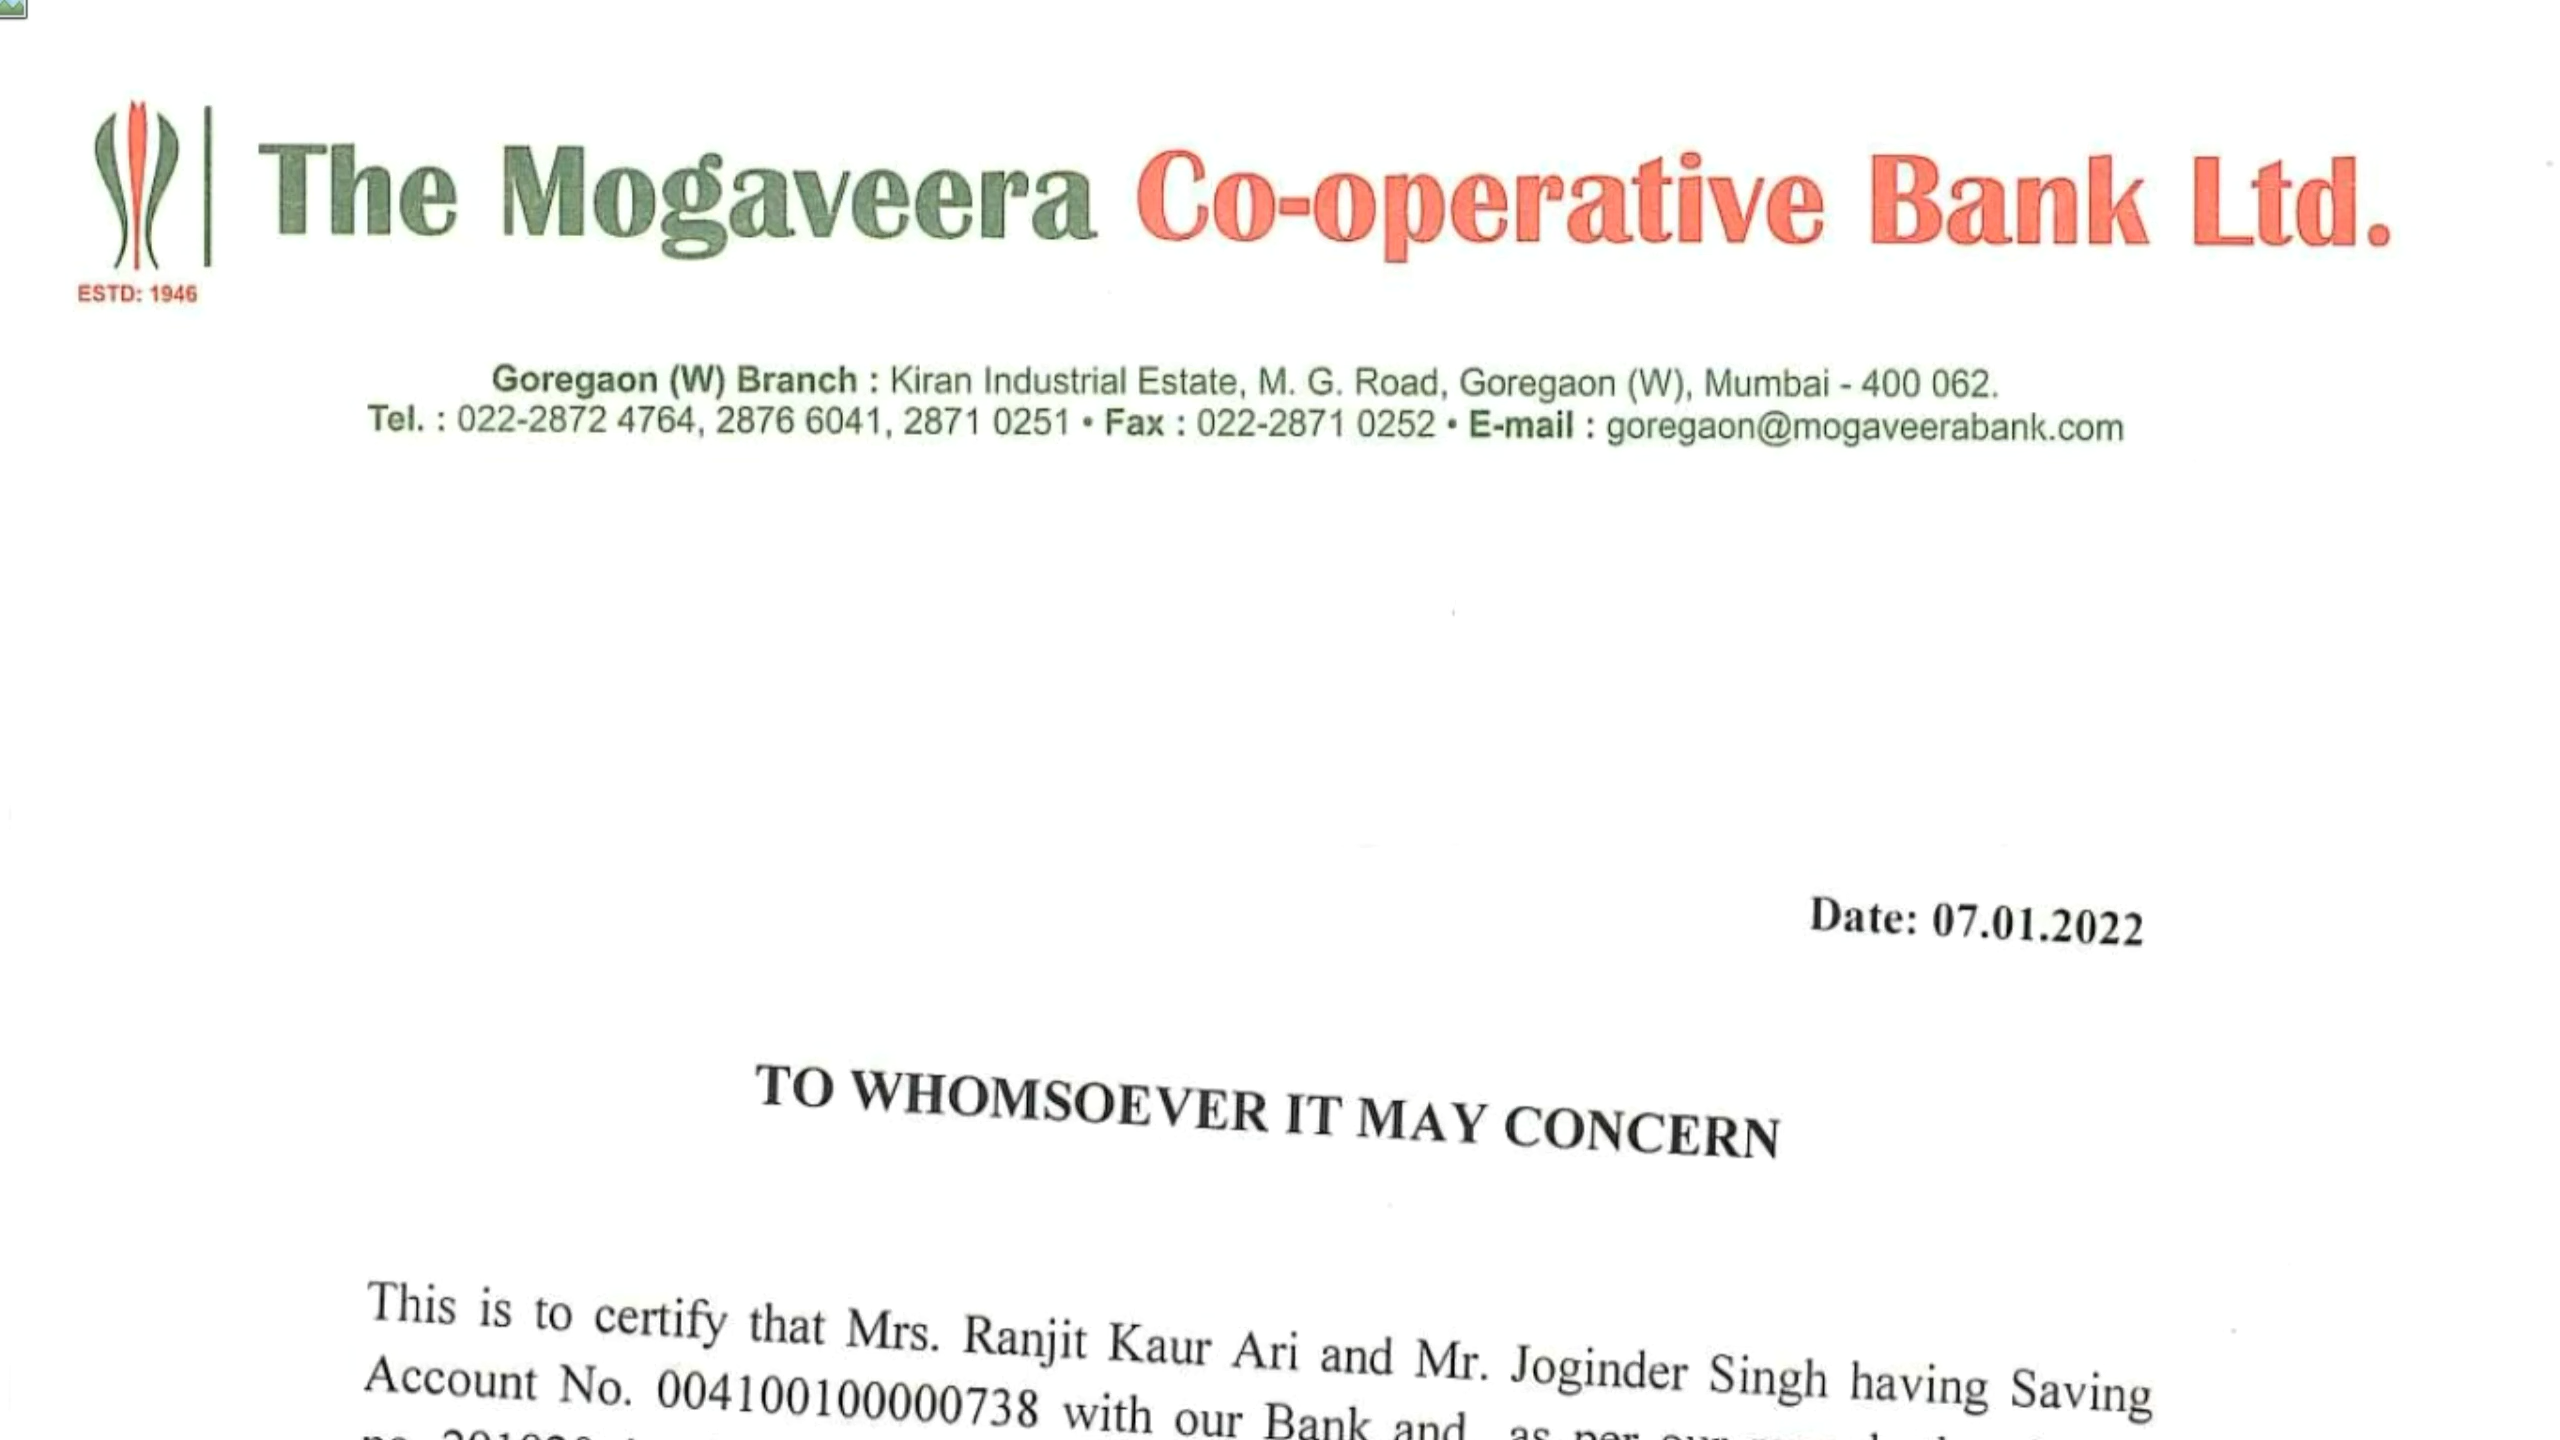 The Mogaveera Co-operative Bank Ltd.
ESTD: 1946
Goregaon (W) Branch : Kiran Industrial Estate, M. G. Road, Goregaon (W), Mumbai - 400 062.
Tel. : 022-2872 4764, 2876 6041, 2871 0251 • Fax : 022-2871 0252 • E-mail : goregaon@mogaveerabank.com
Date: 07.01.2022
TO WHOMSOEVER IT MAY CONCERN
This is to certify that Mrs. Ranjit Kaur Ari and Mr. Joginder Singh having Saving
Account No. 004100100000738 with our Bank and as per our